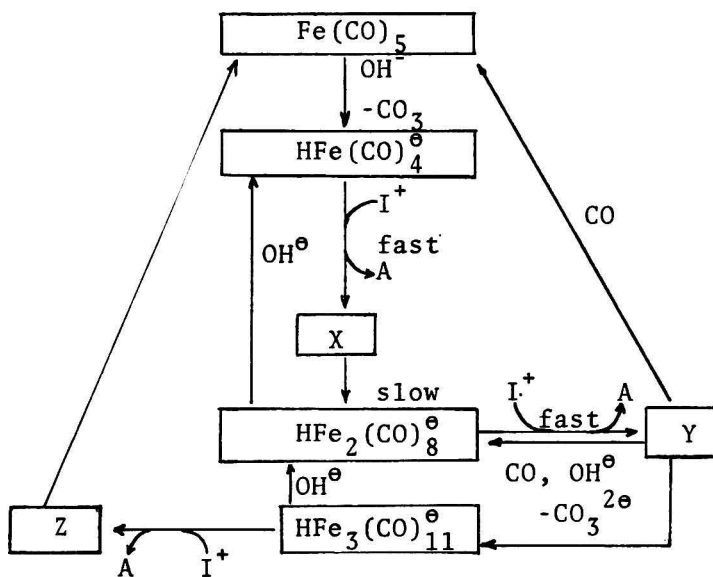 Fe(CO)5
OH-
-CO3
HFe(CO)4⊖
I+
fast
A
CO
OH⊖
X
slow
HFe2(CO)8⊖
I+
A
fast
Y
CO, OH⊖
-CO3 2⊖
OH⊖
Z
HFe3(CO)11⊖
A
I+